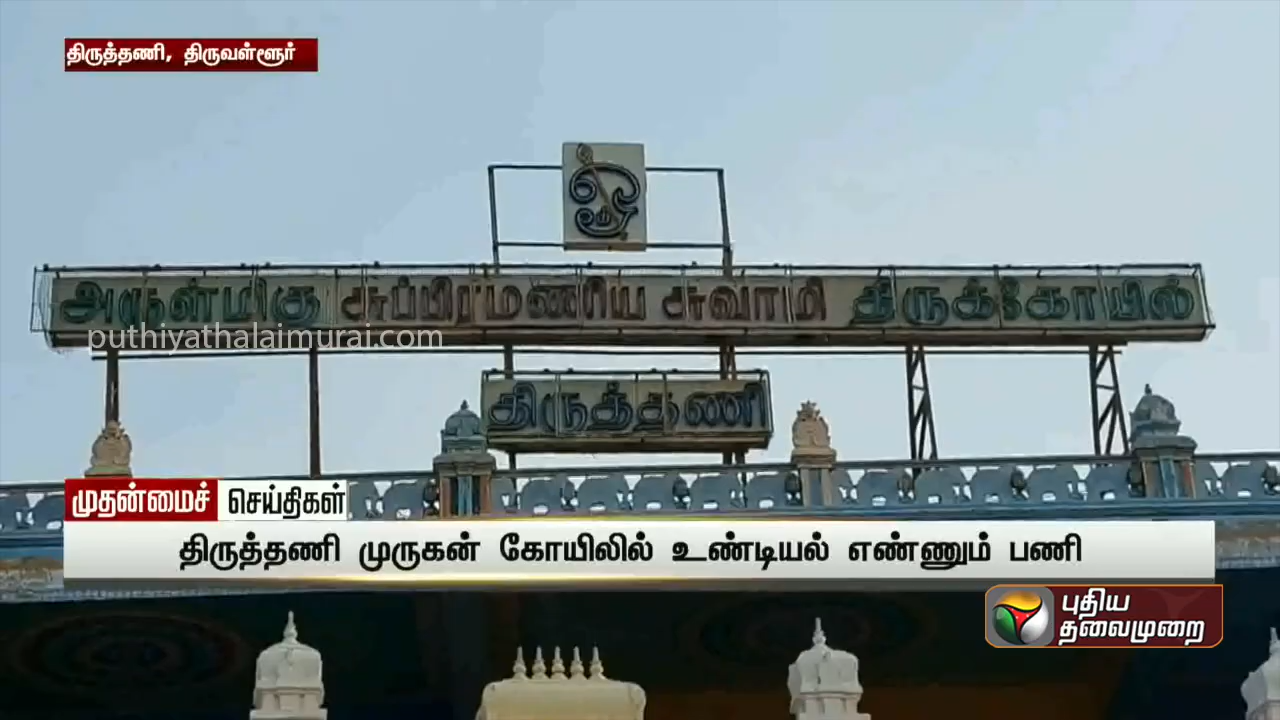 திருத்தணி, திருவள்ளூர்
ஓ
அருள்மிகு சுப்பிரமணிய சுவாமி திருக்கோயில்
puthiyathalaimurai.com
திருத்தணி
முதன்மைச் செய்திகள்
திருத்தணி முருகன் கோயிலில் உண்டியல் எண்ணும் பணி
புதிய
தலைமுறை